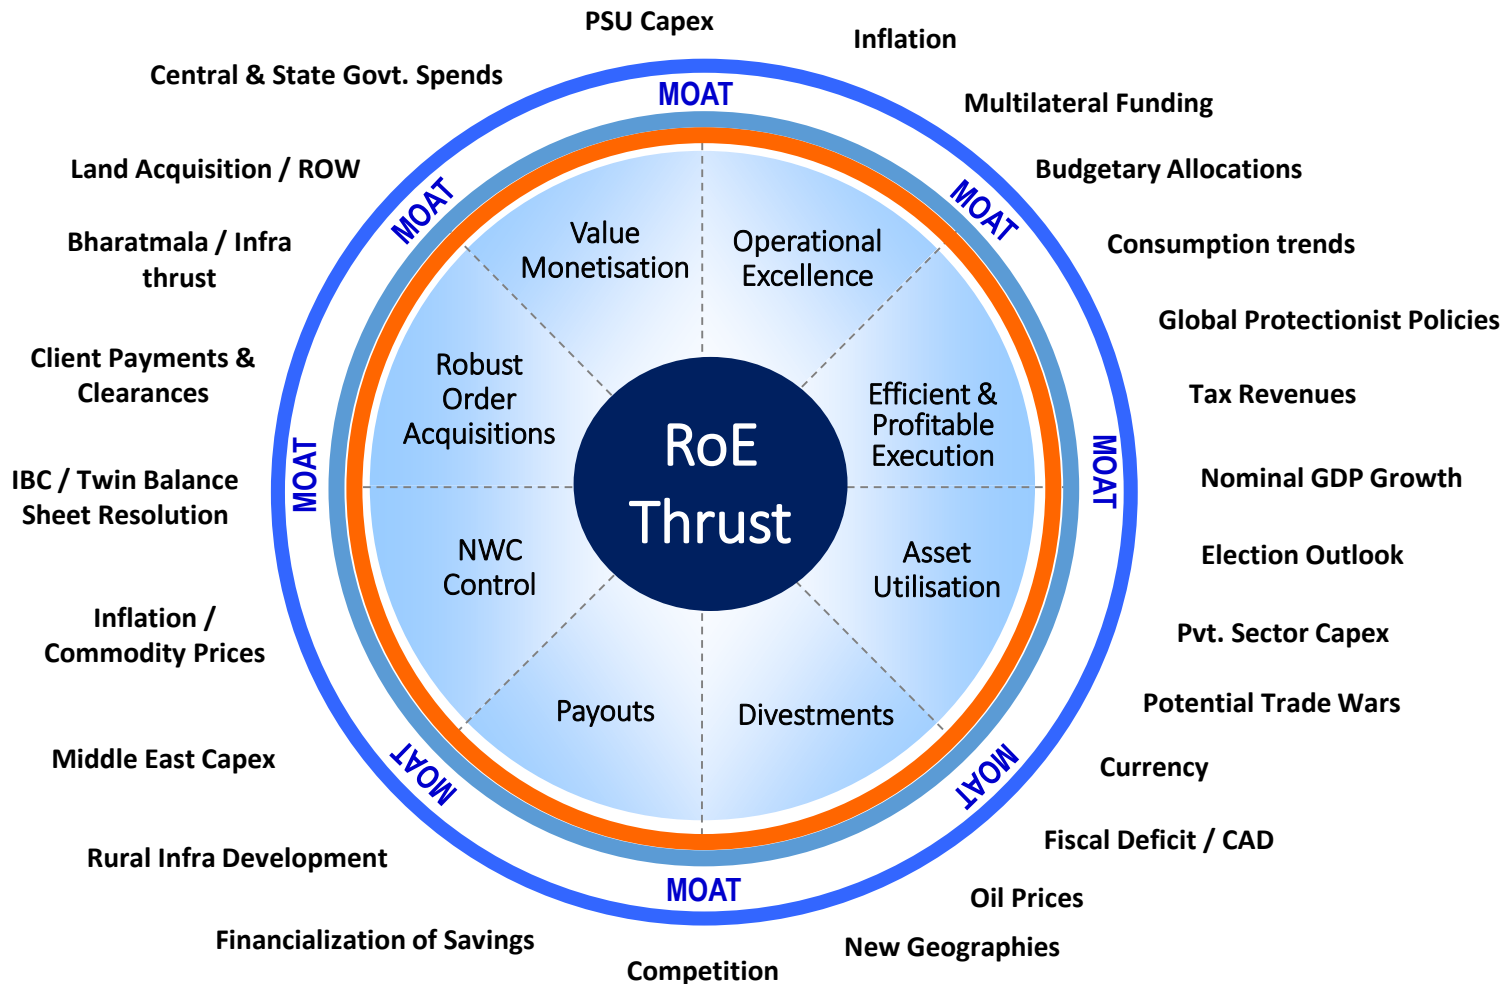 PSU Capex
Inflation
Central & State Govt. Spends
MOAT
Multilateral Funding
Land Acquisition / ROW
MOAT
MOAT
Budgetary Allocations
Bharatmala / Infra
thrust
Value
Monetisation
Operational
Excellence
Consumption trends
Global Protectionist Policies
Client Payments &
Clearances
Robust
Order
Acquisitions
Efficient &
Profitable
Execution
Tax Revenues
RoE
Thrust
MOAT
MOAT
IBC / Twin Balance
Sheet Resolution
Nominal GDP Growth
NWC
Control
Asset
Utilisation
Election Outlook
Inflation /
Commodity Prices
Pvt. Sector Capex
Payouts
Divestments
Potential Trade Wars
Middle East Capex
MOAT
MOAT
Currency
Rural Infra Development
Fiscal Deficit / CAD
MOAT
Oil Prices
Financialization of Savings
New Geographies
Competition